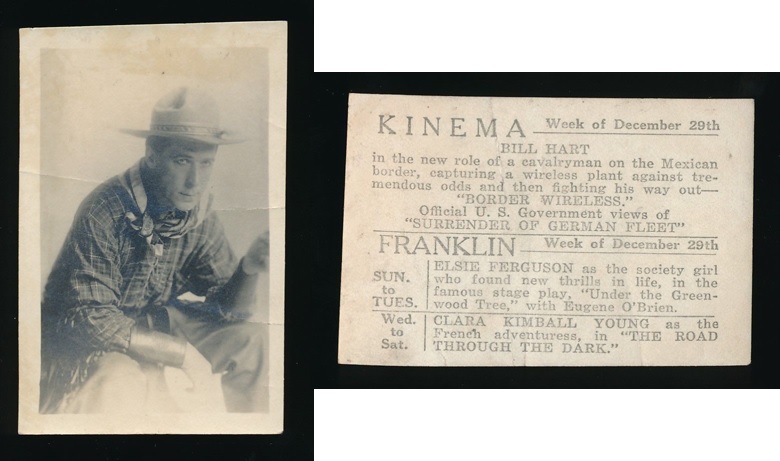 KINEMA Week of December 29th
BILL HART
in the new role of a cavalryman on the Mexican
border, capturing a wireless plant against tre-
mendous odds and then fighting his way out—
"BORDER WIRELESS."
Official U. S. Government views of
"SURRENDER OF GERMAN FLEET"
FRANKLIN Week of December 29th
SUN.
to
TUES.
ELSIE FERGUSON as the society girl
who found new thrills in life, in the
famous stage play, "Under the Green-
wood Tree," with Eugene O'Brien.
Wed.
to
Sat.
CLARA KIMBALL YOUNG as the
French adventuress, in "THE ROAD
THROUGH THE DARK."